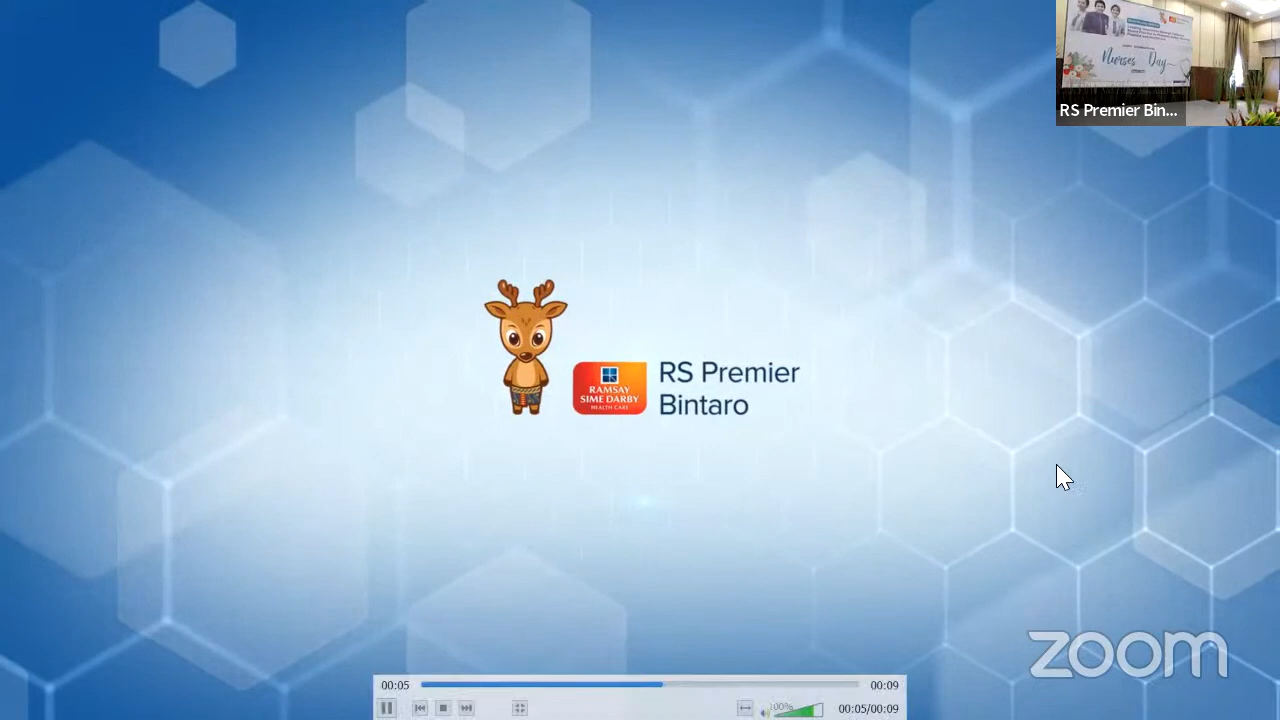 Nurses Day
RS Premier Bin...
RAMSAY
SIME DARBY
HEALTH CARE
RS Premier
Bintaro
zoom
00:05
00:09
100%
00:05/00:09